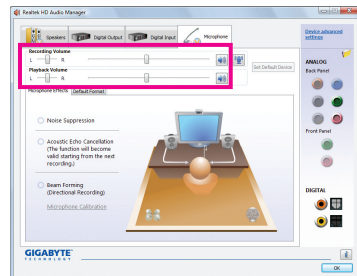 Realtek HD Audio Manager
Speakers
Digital Output
Digital Input
Microphone
Device advanced
settings
Recording Volume
L
R
Playback Volume
L
R
Set Default Device
Microphone Effects
Default Format
Noise Suppression
Acoustic Echo Cancellation
(The function will become
valid starting from the next
recording.)
Beam Forming
(Directional Recording)
Microphone Calibration
ANALOG
Back Panel
Front Panel
DIGITAL
GIGABYTE
TECHNOLOGY
i
OK